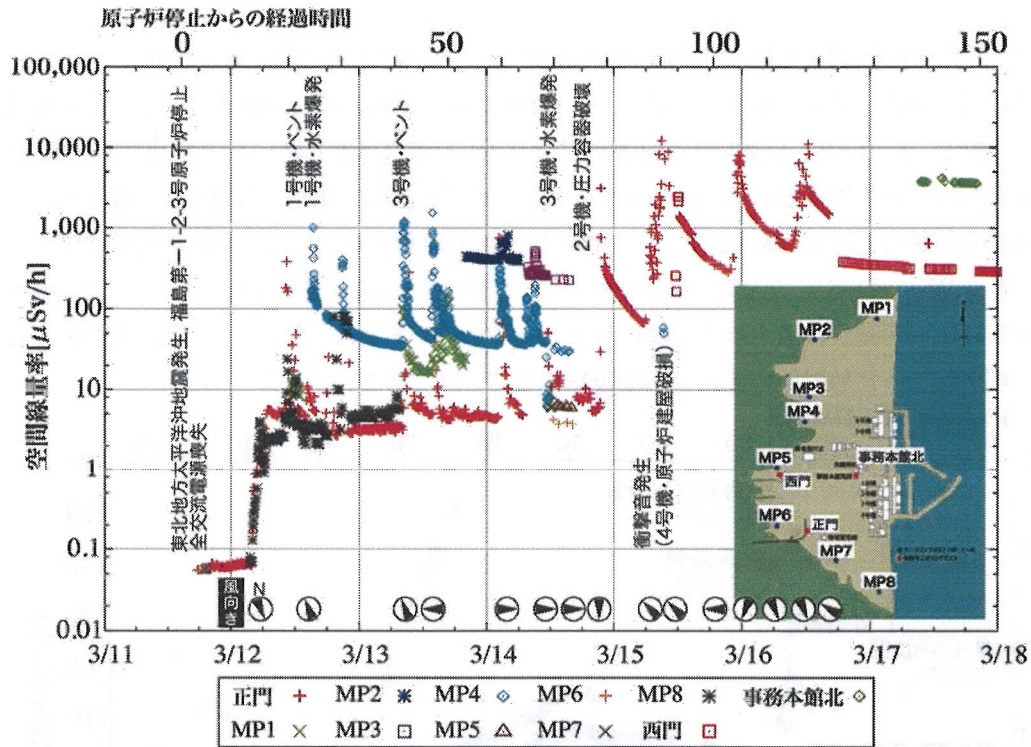 原子炉停止からの経過時間
0 50 100 150
空間線量率[μSv/h]
100,000
10,000
1,000
100
10
1
0.1
0.01
東北地方太平洋沖地震発生、福島第一1-2-3号原子炉停止
全交流電源喪失
1号機・ベント
1号機・水素爆発
3号機・ベント
3号機・水素爆発
2号機・圧力容器破壊
衝撃音発生
(4号機・原子炉建屋破損)
MP1
MP2
MP3
MP4
MP5
事務本館北
西門
MP6
正門
MP7
MP8
風向き
N
3/11 3/12 3/13 3/14 3/15 3/16 3/17 3/18
正門 MP2 MP4 MP6 MP8 事務本館北
MP1 MP3 MP5 MP7 西門